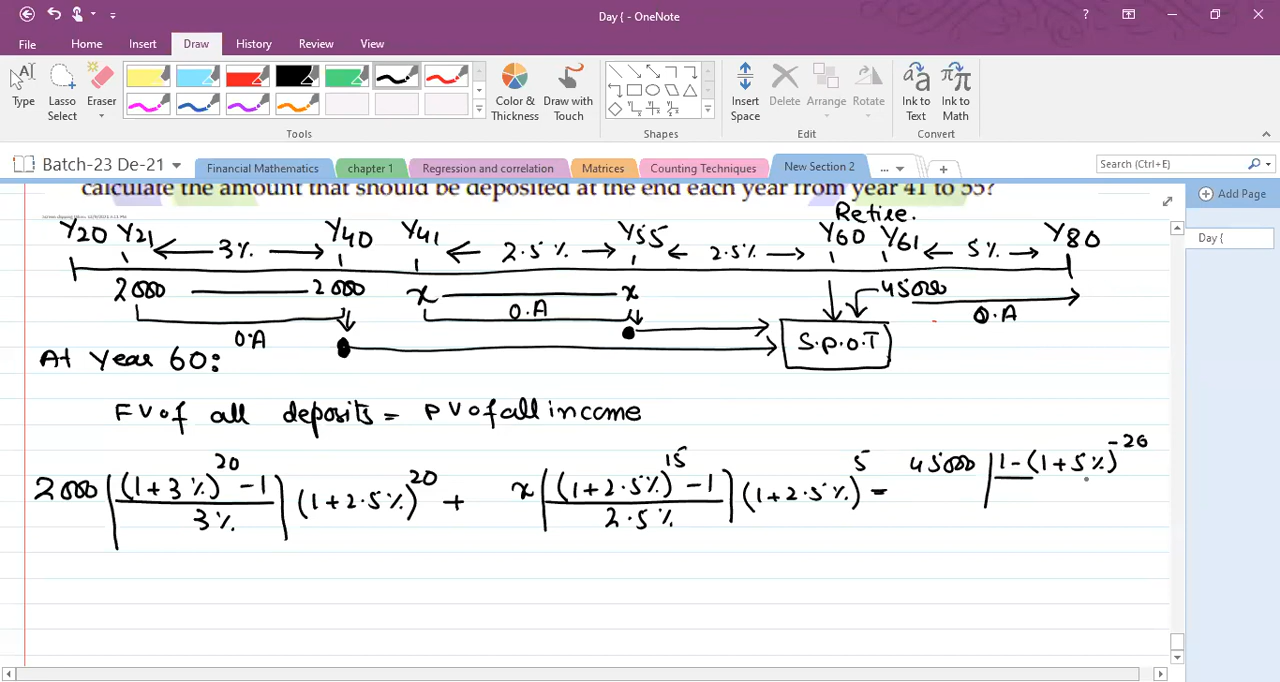 Day { - OneNote
File Home Insert Draw History Review View
Type Lasso Select Eraser Color & Thickness Draw with Touch Insert Space Delete Arrange Rotate Ink to Text Ink to Math
Tools Shapes Edit Convert
Batch-23 De-21 Financial Mathematics chapter 1 Regression and correlation Matrices Counting Techniques New Section 2 ... Search (Ctrl+E)
calculate the amount that should be deposited at the end each year from year 41 to 55?
Add Page
Day {
Retire.
Y20 Y21 3% Y40 Y41 2.5% Y55 2.5% Y60 Y61 5% Y80
2000 2000 x x 45000
O.A O.A O.A
S.P.O.T
At Year 60:
FV of all deposits = PV of all income
2000 [((1+3%)^20 -1)/3%] (1+2.5%)^20 + x [((1+2.5%)^15 -1)/2.5%] (1+2.5%)^5 = 45000 [1-(1+5%)^-20